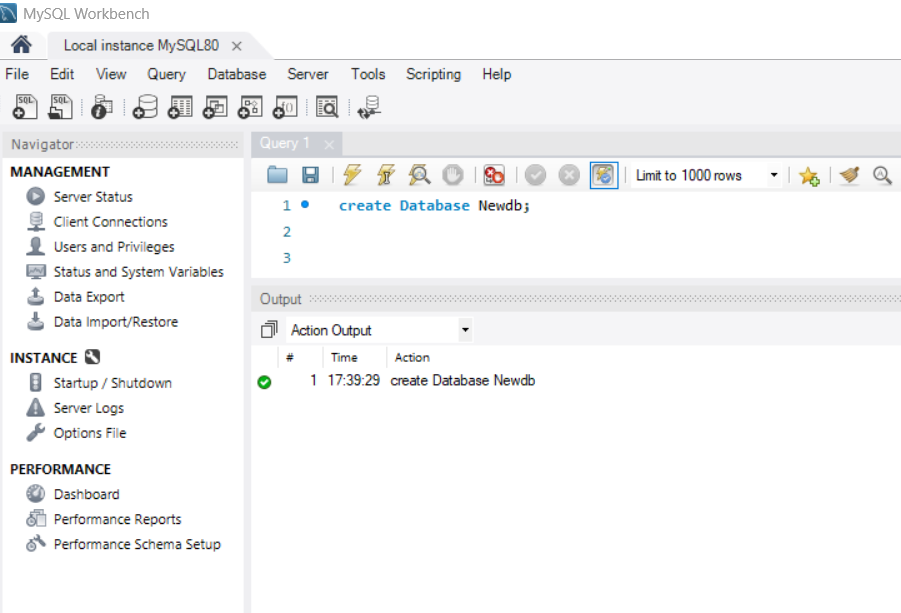 MySQL Workbench
Local instance MySQL80
File Edit View Query Database Server Tools Scripting Help
SQL SQL
Navigator
Query 1
MANAGEMENT
Server Status
Client Connections
Users and Privileges
Status and System Variables
Data Export
Data Import/Restore
INSTANCE
Startup / Shutdown
Server Logs
Options File
PERFORMANCE
Dashboard
Performance Reports
Performance Schema Setup
Limit to 1000 rows
1 create Database Newdb;
2
3
Output
Action Output
# Time Action
1 17:39:29 create Database Newdb